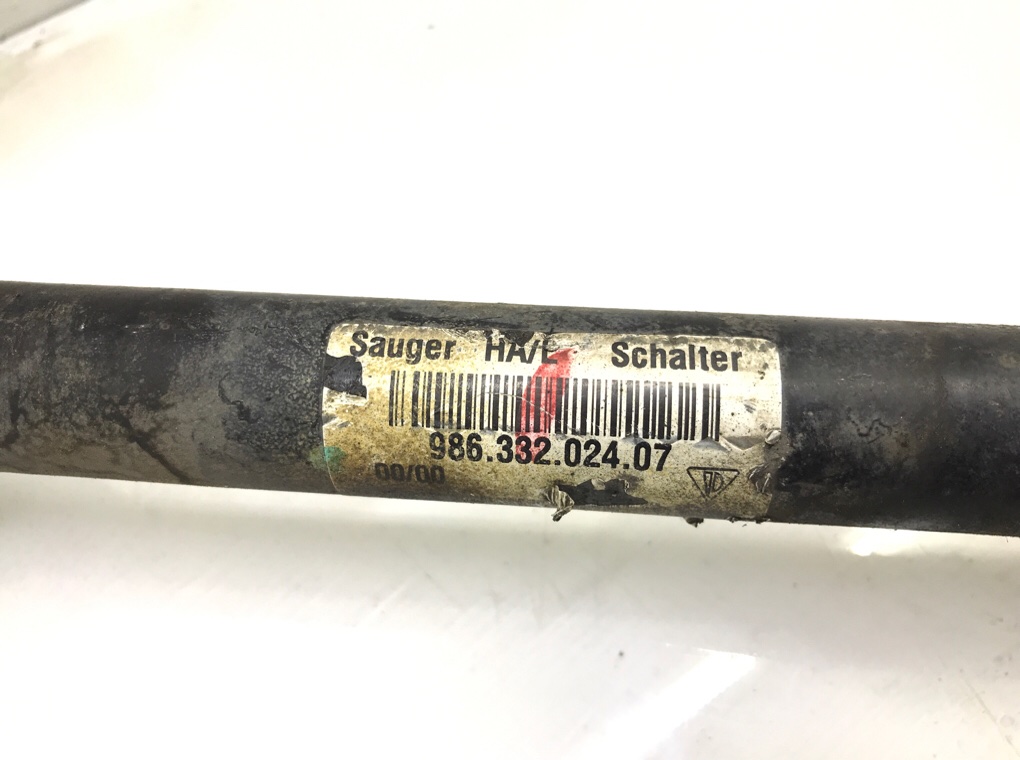 Sauger HA/L Schalter
986.332.024.07
00/00